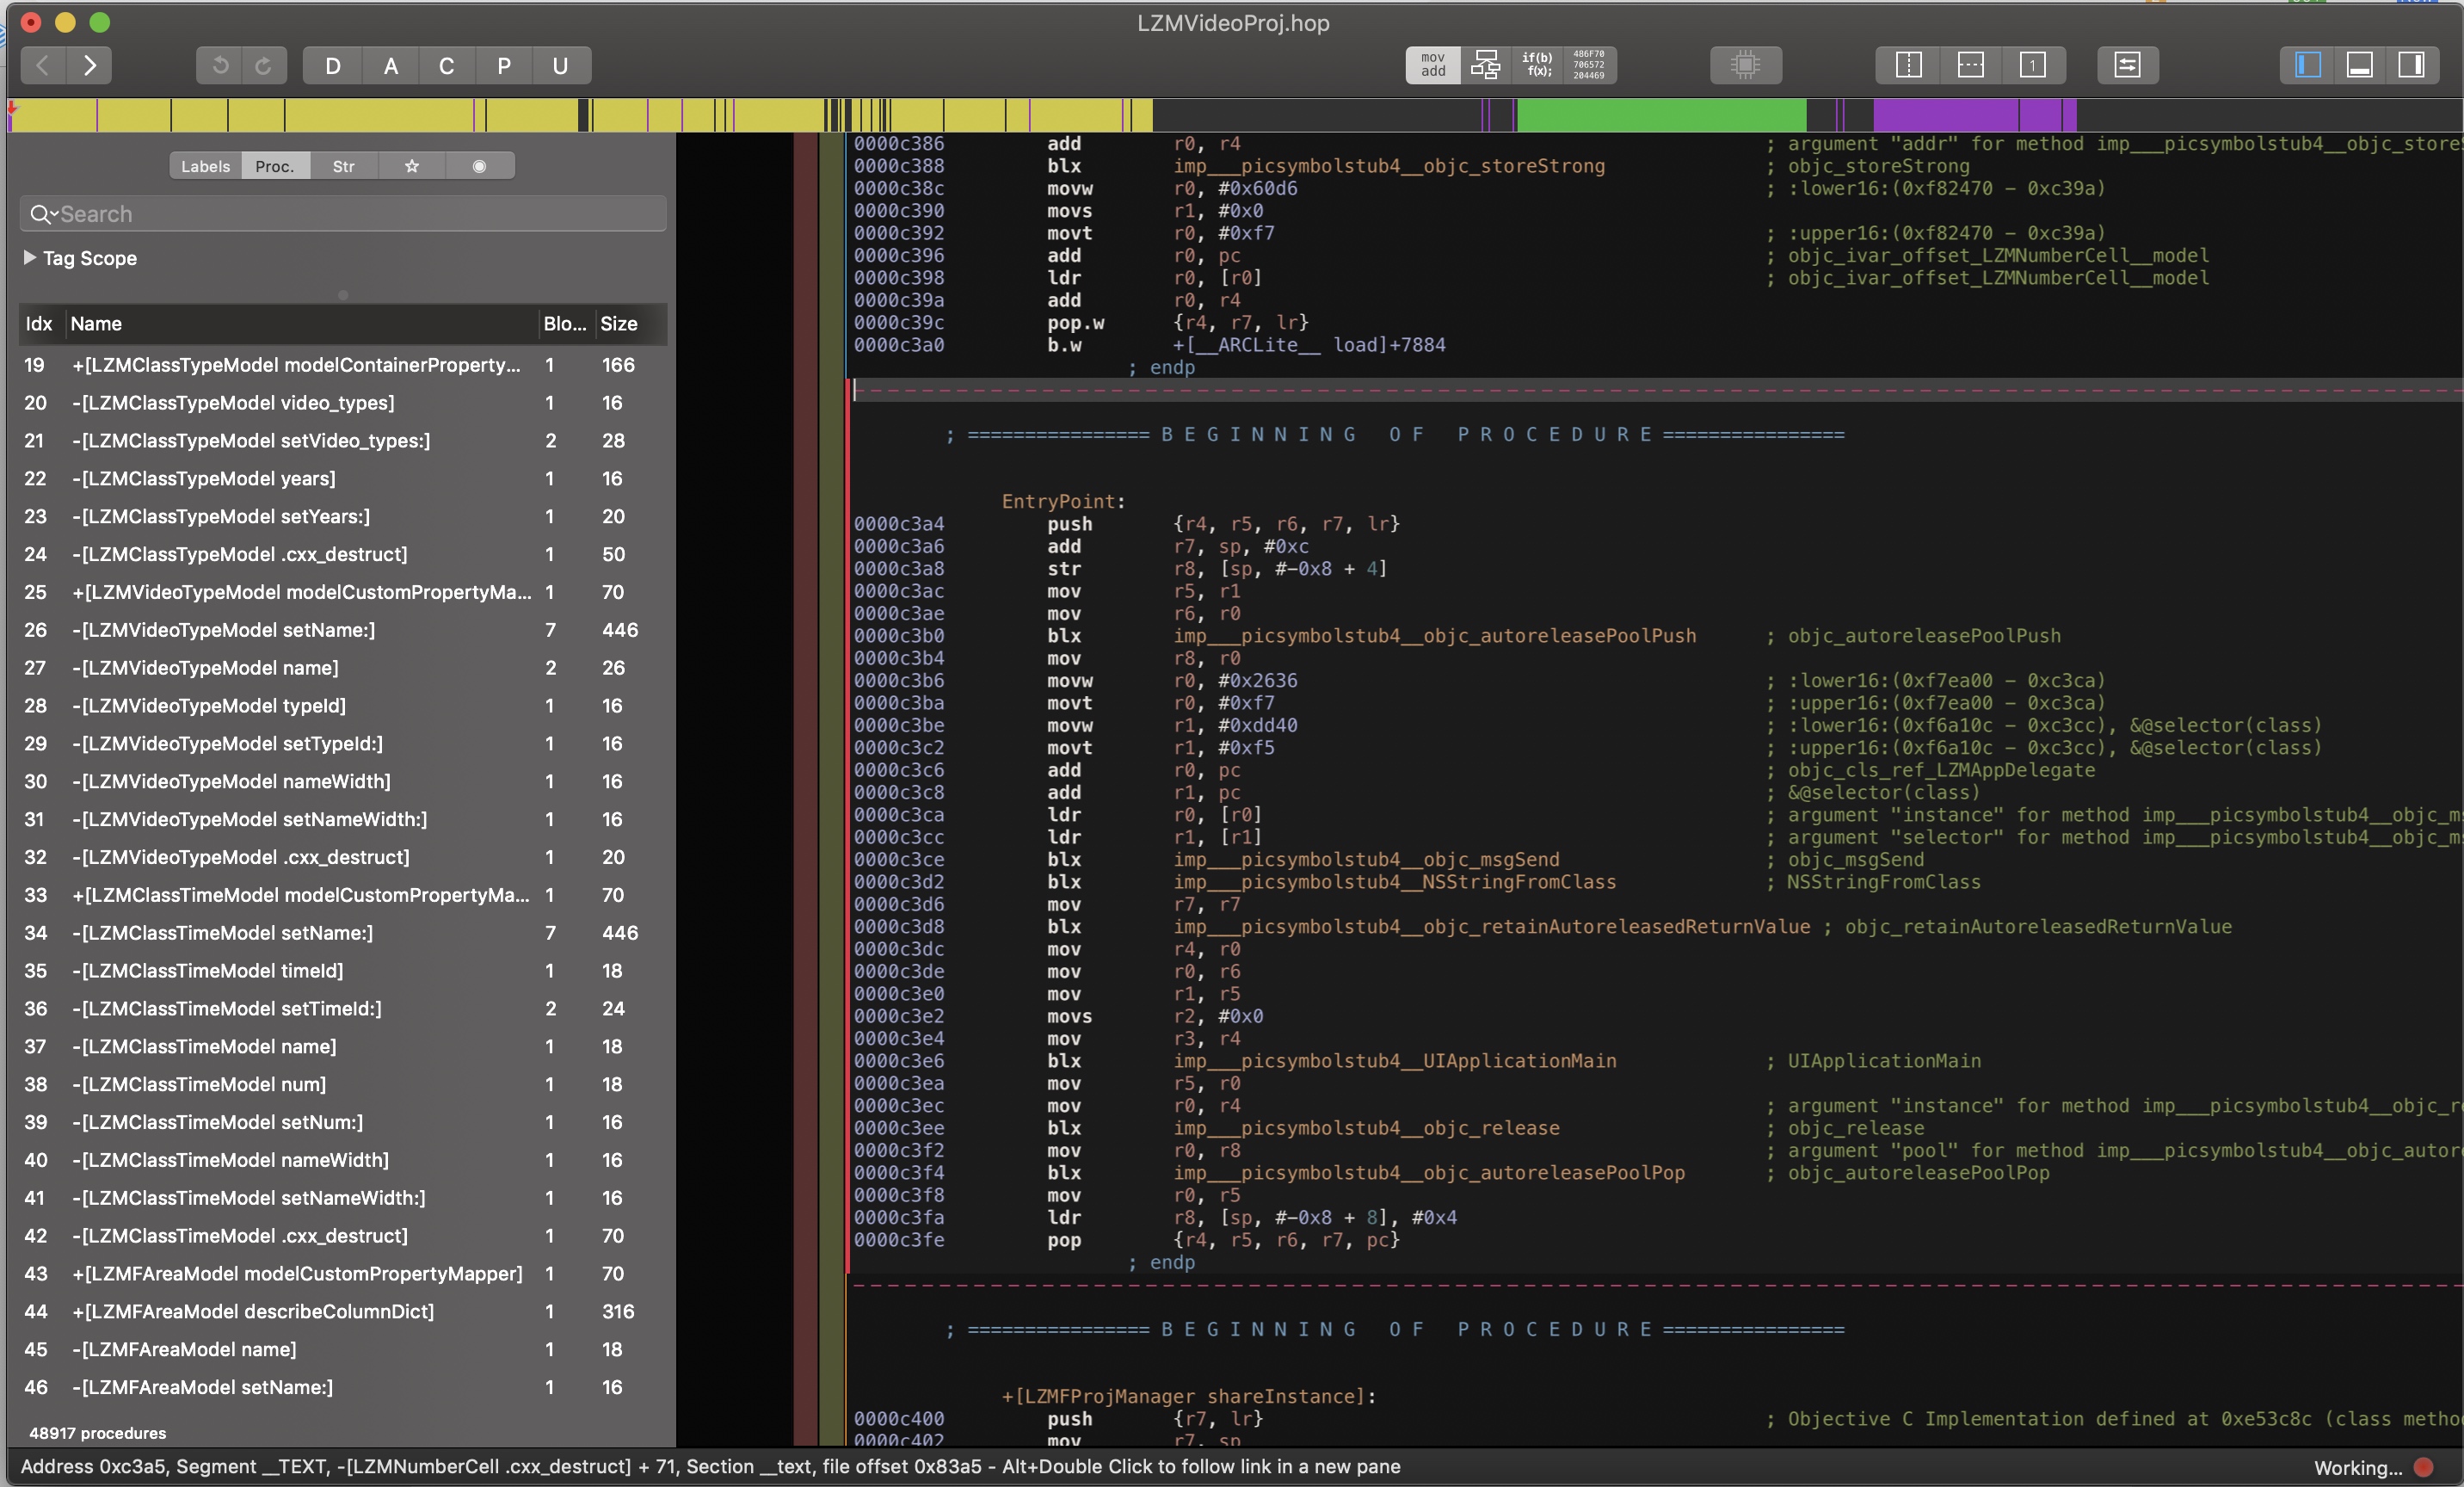 LZMVideoProj.hop
D A C P U
mov add
if(b) f(x);
486F70 706572 204469
1
Labels Proc. Str
Search
Tag Scope
Idx Name Blo... Size
19 +[LZMClassTypeModel modelContainerProperty... 1 166
20 -[LZMClassTypeModel video_types] 1 16
21 -[LZMClassTypeModel setVideo_types:] 2 28
22 -[LZMClassTypeModel years] 1 16
23 -[LZMClassTypeModel setYears:] 1 20
24 -[LZMClassTypeModel .cxx_destruct] 1 50
25 +[LZMVideoTypeModel modelCustomPropertyMa... 1 70
26 -[LZMVideoTypeModel setName:] 7 446
27 -[LZMVideoTypeModel name] 2 26
28 -[LZMVideoTypeModel typeId] 1 16
29 -[LZMVideoTypeModel setTypeId:] 1 16
30 -[LZMVideoTypeModel nameWidth] 1 16
31 -[LZMVideoTypeModel setNameWidth:] 1 16
32 -[LZMVideoTypeModel .cxx_destruct] 1 20
33 +[LZMClassTimeModel modelCustomPropertyMa... 1 70
34 -[LZMClassTimeModel setName:] 7 446
35 -[LZMClassTimeModel timeId] 1 18
36 -[LZMClassTimeModel setTimeId:] 2 24
37 -[LZMClassTimeModel name] 1 18
38 -[LZMClassTimeModel num] 1 18
39 -[LZMClassTimeModel setNum:] 1 16
40 -[LZMClassTimeModel nameWidth] 1 16
41 -[LZMClassTimeModel setNameWidth:] 1 16
42 -[LZMClassTimeModel .cxx_destruct] 1 70
43 +[LZMFAreaModel modelCustomPropertyMapper] 1 70
44 +[LZMFAreaModel describeColumnDict] 1 316
45 -[LZMFAreaModel name] 1 18
46 -[LZMFAreaModel setName:] 1 16
48917 procedures
0000c386 add r0, r4 ; argument "addr" for method imp___picsymbolstub4__objc_storeS
0000c388 blx imp___picsymbolstub4__objc_storeStrong ; objc_storeStrong
0000c38c movw r0, #0x60d6 ; :lower16:(0xf82470 - 0xc39a)
0000c390 movs r1, #0x0
0000c392 movt r0, #0xf7 ; :upper16:(0xf82470 - 0xc39a)
0000c396 add r0, pc ; objc_ivar_offset_LZMNumberCell__model
0000c398 ldr r0, [r0] ; objc_ivar_offset_LZMNumberCell__model
0000c39a add r0, r4
0000c39c pop.w {r4, r7, lr}
0000c3a0 b.w +[__ARCLite__ load]+7884
; endp
; ================ B E G I N N I N G   O F   P R O C E D U R E ================
EntryPoint:
0000c3a4 push {r4, r5, r6, r7, lr}
0000c3a6 add r7, sp, #0xc
0000c3a8 str r8, [sp, #-0x8 + 4]
0000c3ac mov r5, r1
0000c3ae mov r6, r0
0000c3b0 blx imp___picsymbolstub4__objc_autoreleasePoolPush ; objc_autoreleasePoolPush
0000c3b4 mov r8, r0
0000c3b6 movw r0, #0x2636 ; :lower16:(0xf7ea00 - 0xc3ca)
0000c3ba movt r0, #0xf7 ; :upper16:(0xf7ea00 - 0xc3ca)
0000c3be movw r1, #0xdd40 ; :lower16:(0xf6a10c - 0xc3cc), &@selector(class)
0000c3c2 movt r1, #0xf5 ; :upper16:(0xf6a10c - 0xc3cc), &@selector(class)
0000c3c6 add r0, pc ; objc_cls_ref_LZMAppDelegate
0000c3c8 add r1, pc ; &@selector(class)
0000c3ca ldr r0, [r0] ; argument "instance" for method imp___picsymbolstub4__objc_ms
0000c3cc ldr r1, [r1] ; argument "selector" for method imp___picsymbolstub4__objc_ms
0000c3ce blx imp___picsymbolstub4__objc_msgSend ; objc_msgSend
0000c3d2 blx imp___picsymbolstub4__NSStringFromClass ; NSStringFromClass
0000c3d6 mov r7, r7
0000c3d8 blx imp___picsymbolstub4__objc_retainAutoreleasedReturnValue ; objc_retainAutoreleasedReturnValue
0000c3dc mov r4, r0
0000c3de mov r0, r6
0000c3e0 mov r1, r5
0000c3e2 movs r2, #0x0
0000c3e4 mov r3, r4
0000c3e6 blx imp___picsymbolstub4__UIApplicationMain ; UIApplicationMain
0000c3ea mov r5, r0
0000c3ec mov r0, r4 ; argument "instance" for method imp___picsymbolstub4__objc_re
0000c3ee blx imp___picsymbolstub4__objc_release ; objc_release
0000c3f2 mov r0, r8 ; argument "pool" for method imp___picsymbolstub4__objc_autore
0000c3f4 blx imp___picsymbolstub4__objc_autoreleasePoolPop ; objc_autoreleasePoolPop
0000c3f8 mov r0, r5
0000c3fa ldr r8, [sp, #-0x8 + 8], #0x4
0000c3fe pop {r4, r5, r6, r7, pc}
; endp
; ================ B E G I N N I N G   O F   P R O C E D U R E ================
+[LZMFProjManager shareInstance]:
0000c400 push {r7, lr} ; Objective C Implementation defined at 0xe53c8c (class metho
0000c402 mov r7, sp
Address 0xc3a5, Segment __TEXT, -[LZMNumberCell .cxx_destruct] + 71, Section __text, file offset 0x83a5 - Alt+Double Click to follow link in a new pane
Working...